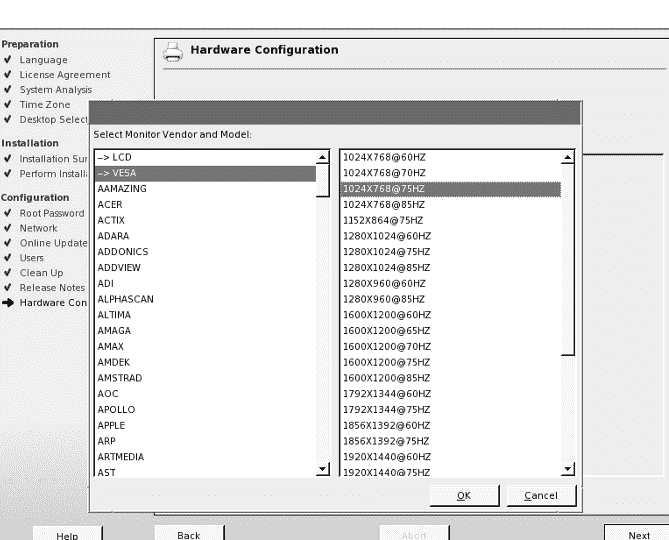 Preparation
Language
License Agreement
System Analysis
Time Zone
Desktop Select
Installation
Installation Sur
Perform Install
Configuration
Root Password
Network
Online Update
Users
Clean Up
Release Notes
Hardware Con
Hardware Configuration
Select Monitor Vendor and Model:
--> LCD
--> VESA
AAMAZING
ACER
ACTIX
ADARA
ADDONICS
ADDVIEW
ADI
ALPHASCAN
ALTIMA
AMAGA
AMAX
AMDEK
AMSTRAD
AOC
APOLLO
APPLE
ARP
ARTMEDIA
AST
1024X768@60HZ
1024X768@70HZ
1024X768@75HZ
1024X768@85HZ
1152X864@75HZ
1280X1024@60HZ
1280X1024@75HZ
1280X1024@85HZ
1280X960@60HZ
1280X960@85HZ
1600X1200@60HZ
1600X1200@65HZ
1600X1200@70HZ
1600X1200@75HZ
1600X1200@85HZ
1792X1344@60HZ
1792X1344@75HZ
1856X1392@60HZ
1856X1392@75HZ
1920X1440@60HZ
1920X1440@75HZ
OK
Cancel
Help
Back
Abort
Next